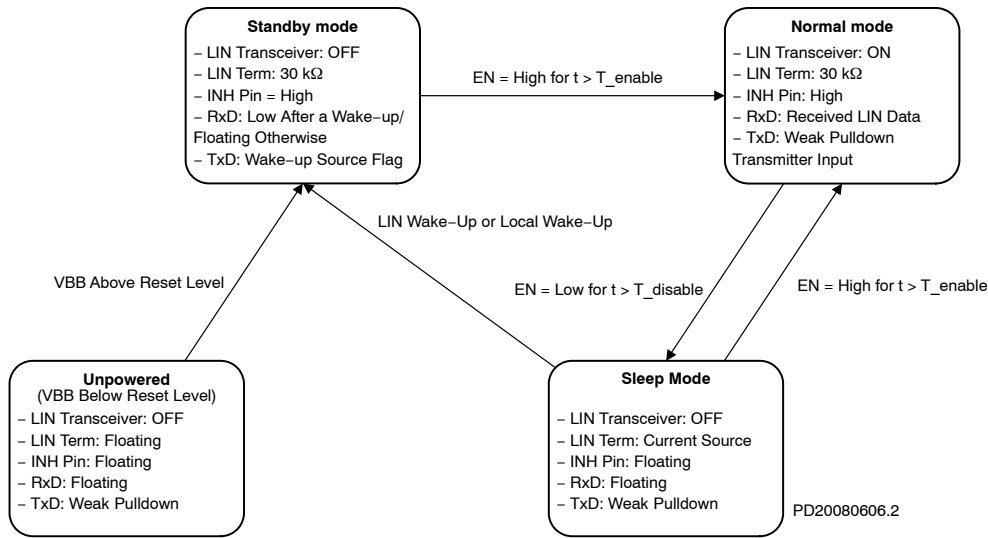 Standby mode
− LIN Transceiver: OFF
− LIN Term: 30 kΩ
− INH Pin = High
− RxD: Low After a Wake−up/
Floating Otherwise
− TxD: Wake−up Source Flag
EN = High for t > T_enable
Normal mode
− LIN Transceiver: ON
− LIN Term: 30 kΩ
− INH Pin: High
− RxD: Received LIN Data
− TxD: Weak Pulldown
Transmitter Input
LIN Wake−Up or Local Wake−Up
VBB Above Reset Level
EN = Low for t > T_disable
EN = High for t > T_enable
Unpowered
(VBB Below Reset Level)
− LIN Transceiver: OFF
− LIN Term: Floating
− INH Pin: Floating
− RxD: Floating
− TxD: Weak Pulldown
Sleep Mode
− LIN Transceiver: OFF
− LIN Term: Current Source
− INH Pin: Floating
− RxD: Floating
− TxD: Weak Pulldown
PD20080606.2